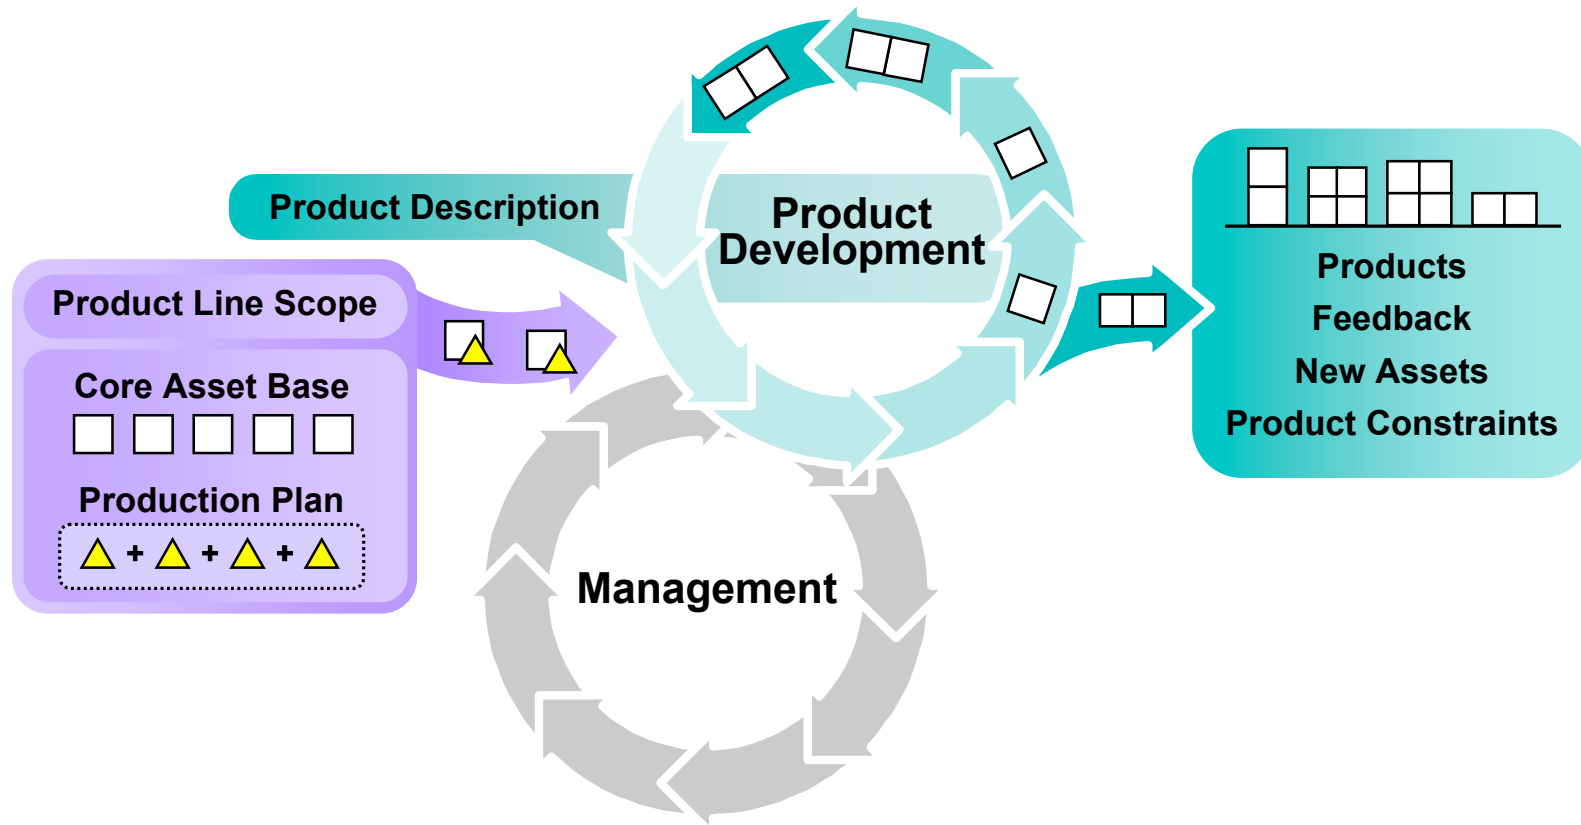 Product Description
Product
Development
Product Line Scope
Core Asset Base
Production Plan
+ + +
Management
Products
Feedback
New Assets
Product Constraints